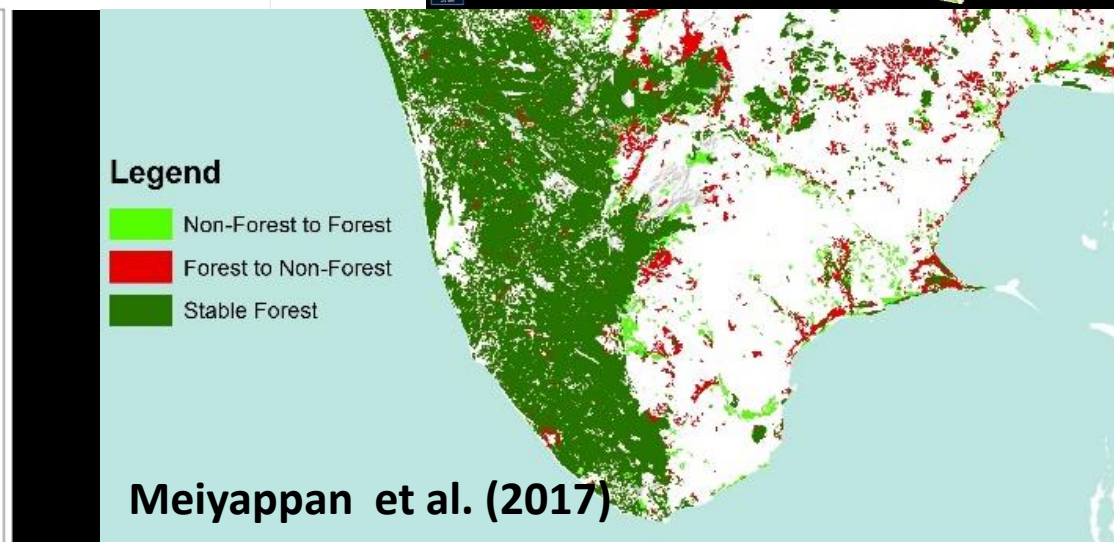 Legend
Non-Forest to Forest
Forest to Non-Forest
Stable Forest
Meiyappan et al. (2017)